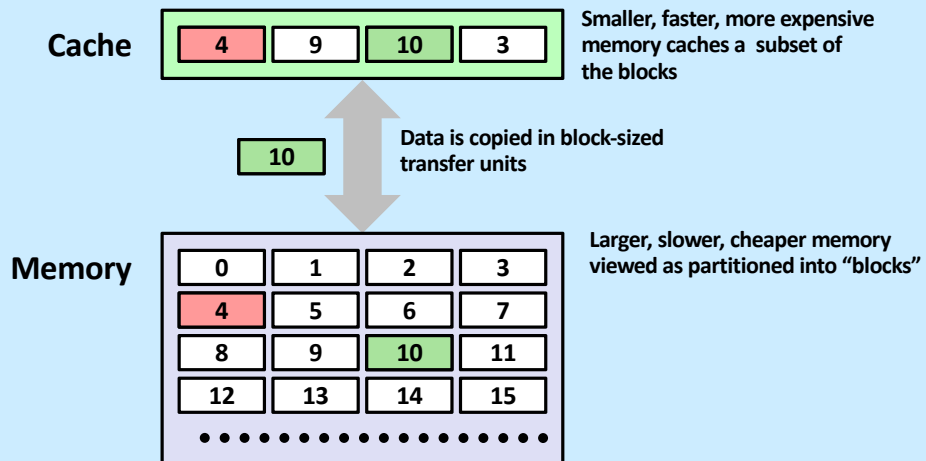 Cache
4 9 10 3
Smaller, faster, more expensive
memory caches a subset of
the blocks
10
Data is copied in block-sized
transfer units
Memory
0 1 2 3
4 5 6 7
8 9 10 11
12 13 14 15
Larger, slower, cheaper memory
viewed as partitioned into “blocks”